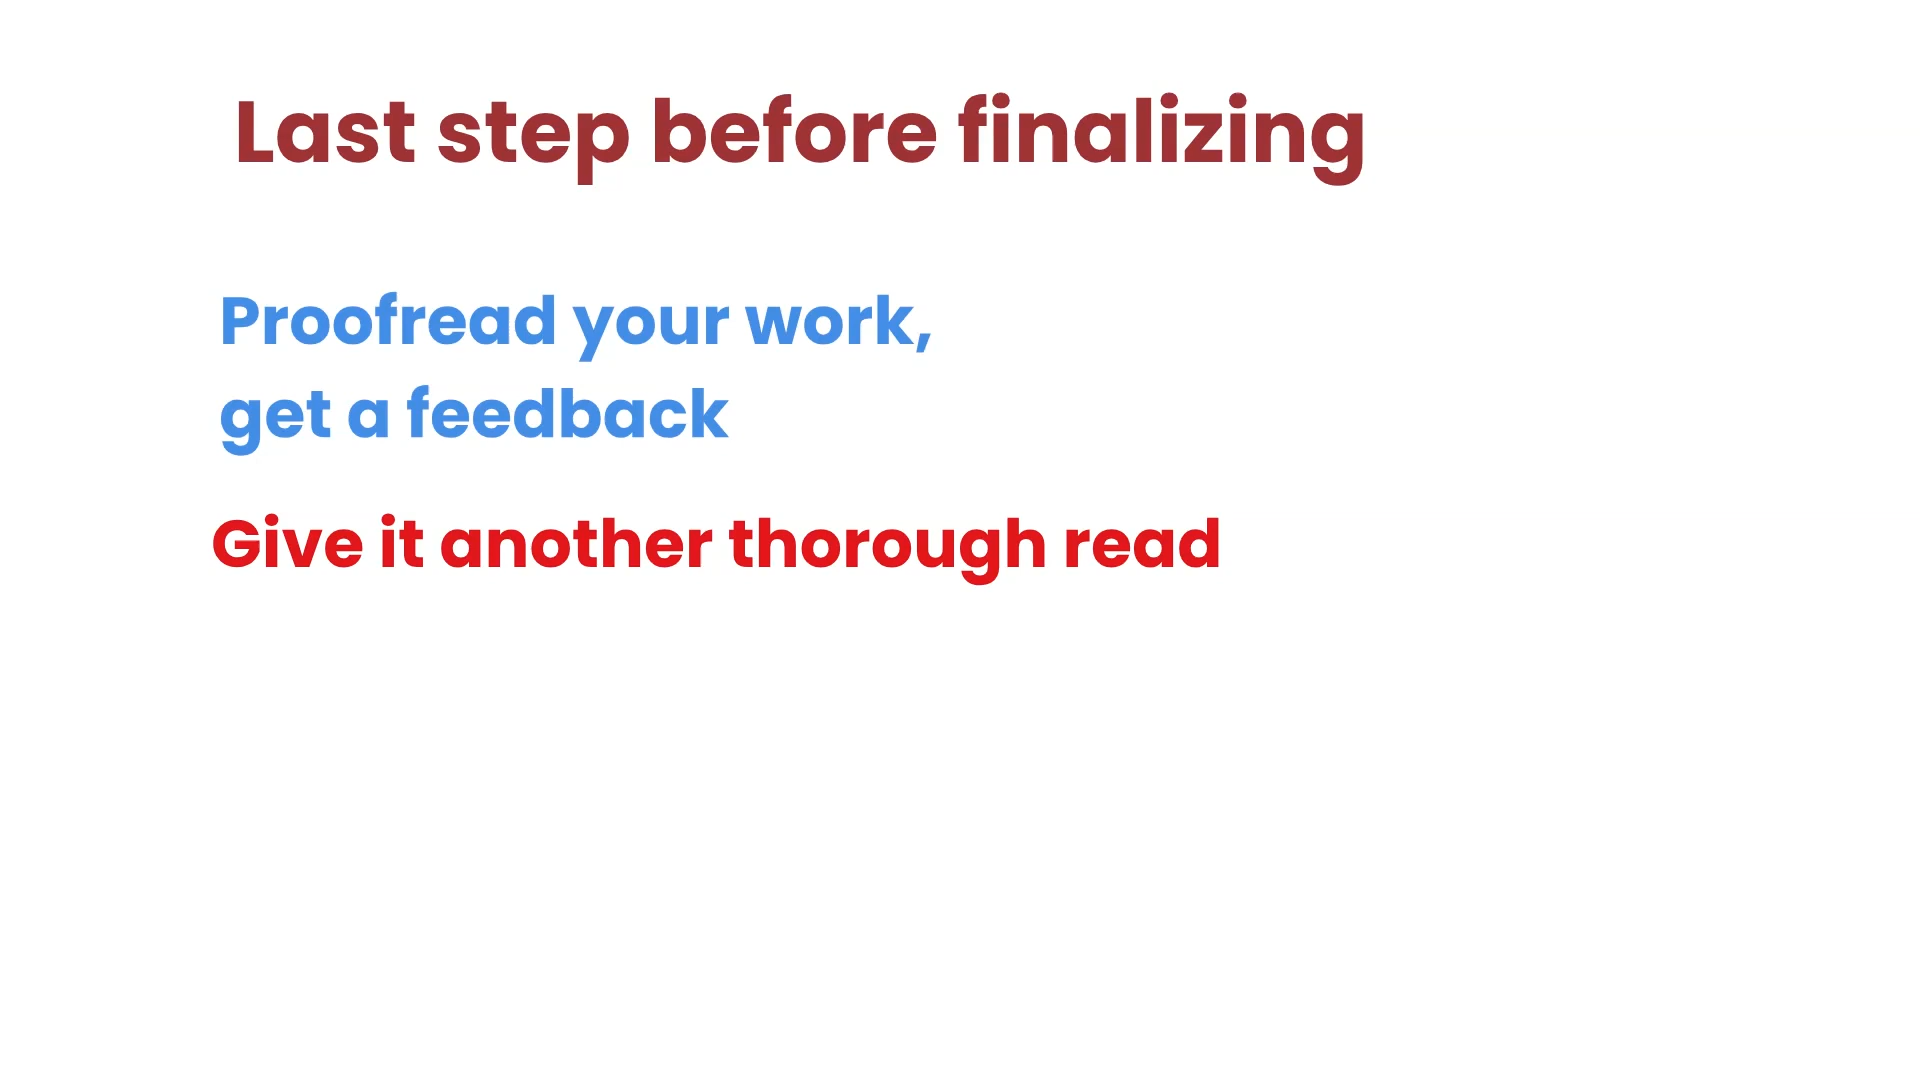 Last step before finalizing
Proofread your work,
get a feedback
Give it another thorough read